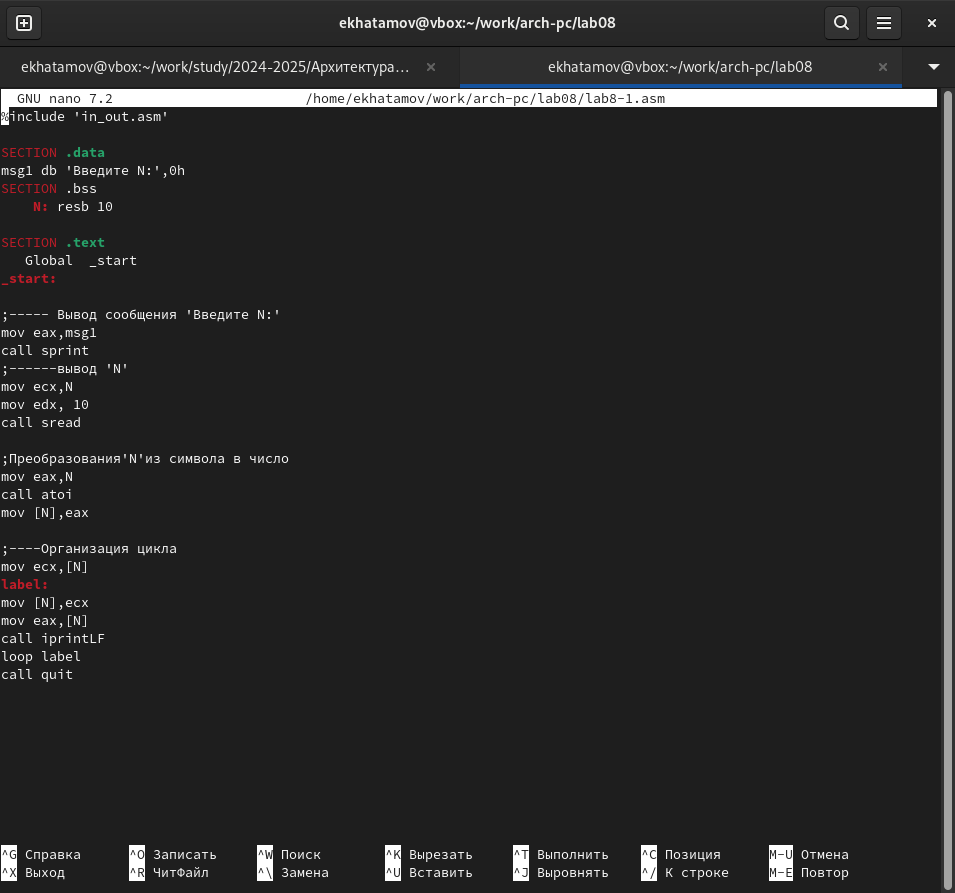 ekhatamov@vbox:~/work/arch-pc/lab08
ekhatamov@vbox:~/work/study/2024-2025/Архитектура... ekhatamov@vbox:~/work/arch-pc/lab08
GNU nano 7.2 /home/ekhatamov/work/arch-pc/lab08/lab8-1.asm
%include 'in_out.asm'
SECTION .data
msg1 db 'Введите N:',0h
SECTION .bss
N: resb 10
SECTION .text
Global _start
_start:
;----- Вывод сообщения 'Введите N:'
mov eax,msg1
call sprint
;------вывод 'N'
mov ecx,N
mov edx, 10
call sread
;Преобразования'N'из символа в число
mov eax,N
call atoi
mov [N],eax
;----Организация цикла
mov ecx,[N]
label:
mov [N],ecx
mov eax,[N]
call iprintLF
loop label
call quit
^G Справка ^O Записать ^W Поиск ^K Вырезать ^T Выполнить ^C Позиция M-U Отмена
^X Выход ^R ЧитФайл ^\ Замена ^U Вставить ^J Выровнять ^/ К строке M-E Повтор